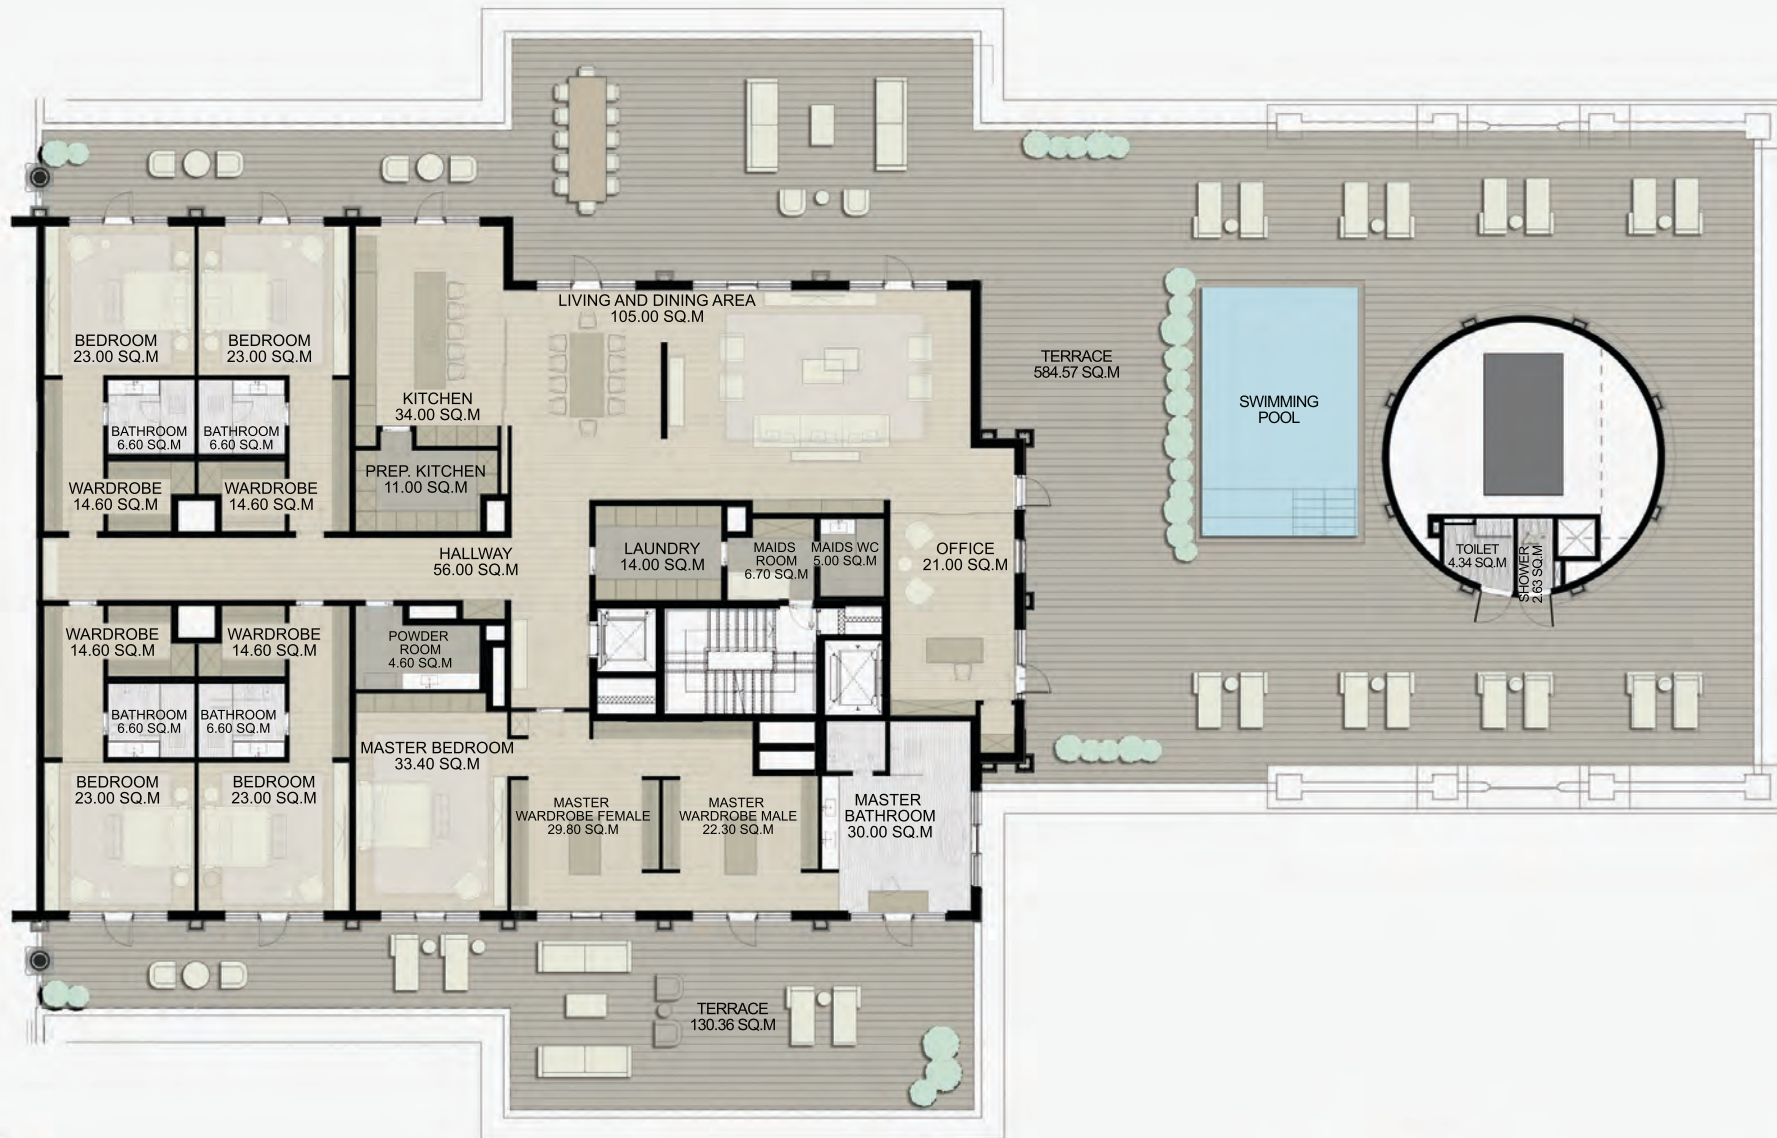 LIVING AND DINING AREA
105.00 SQ.M
BEDROOM
23.00 SQ.M
BEDROOM
23.00 SQ.M
TERRACE
584.57 SQ.M
KITCHEN
34.00 SQ.M
SWIMMING
POOL
BATHROOM
6.60 SQ.M
BATHROOM
6.60 SQ.M
PREP. KITCHEN
11.00 SQ.M
WARDROBE
14.60 SQ.M
WARDROBE
14.60 SQ.M
HALLWAY
56.00 SQ.M
LAUNDRY
14.00 SQ.M
MAIDS
ROOM
6.70 SQ.M
MAIDS WC
5.00 SQ.M
OFFICE
21.00 SQ.M
TOILET
4.34 SQ.M
SHOWER
2.63 SQ.M
WARDROBE
14.60 SQ.M
WARDROBE
14.60 SQ.M
POWDER
ROOM
4.60 SQ.M
BATHROOM
6.60 SQ.M
BATHROOM
6.60 SQ.M
MASTER BEDROOM
33.40 SQ.M
BEDROOM
23.00 SQ.M
BEDROOM
23.00 SQ.M
MASTER
WARDROBE FEMALE
29.80 SQ.M
MASTER
WARDROBE MALE
22.30 SQ.M
MASTER
BATHROOM
30.00 SQ.M
TERRACE
130.36 SQ.M